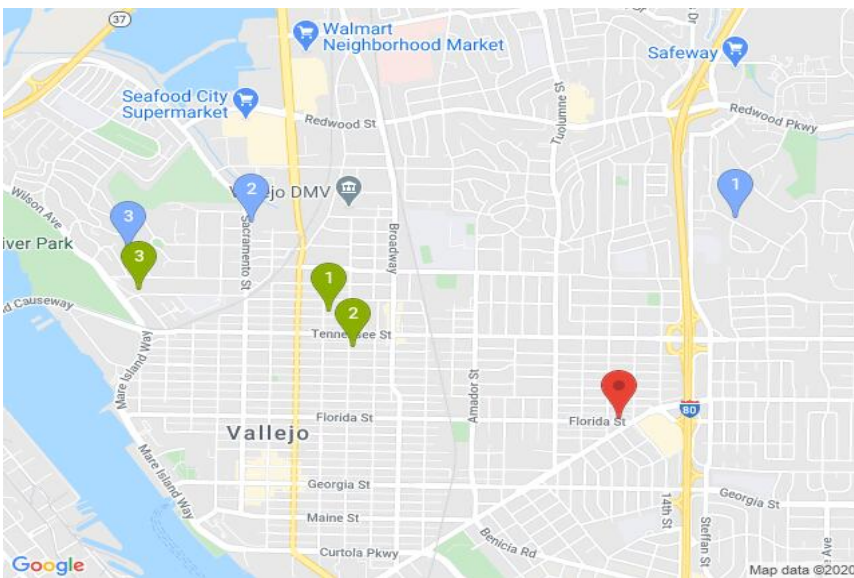 37
Walmart
Neighborhood Market
Safeway
Seafood City
Supermarket
Redwood St
Tuolumne St
Redwood Pkwy
Dr
1
2
DMV
3
Wilson Ave
Sacramento St
Broadway
3
1
2
Causeway
Tennessee St
Mare Island Way
Amador St
Florida St
Florida St
80
Vallejo
Mare Island Way
Georgia St
14th St
Georgia St
Maine St
Steffan St
Ave
Curtola Pkwy
Benicia Rd
Google
Map data ©2020